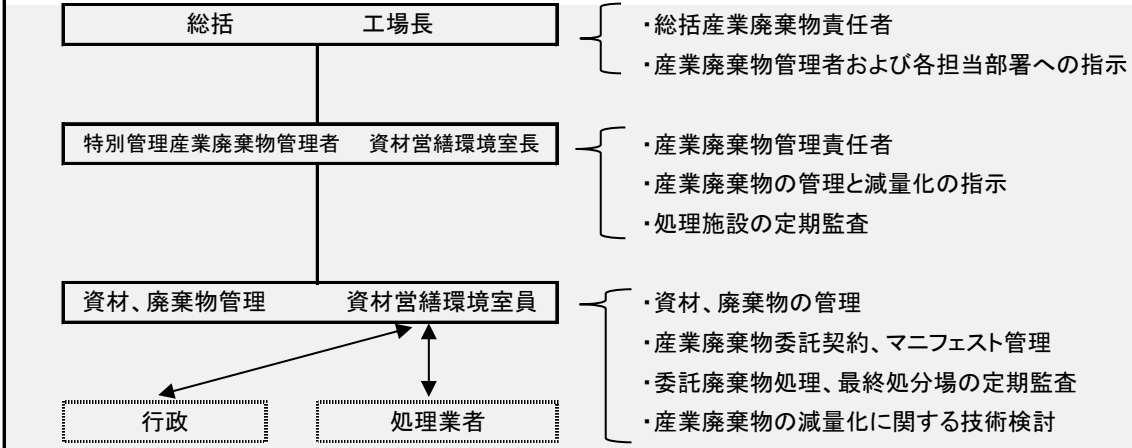 総括 工場長
・総括産業廃棄物責任者
・産業廃棄物管理者および各担当部署への指示
特別管理産業廃棄物管理者 資材営繕環境室長
・産業廃棄物管理責任者
・産業廃棄物の管理と減量化の指示
・処理施設の定期監査
資材、廃棄物管理 資材営繕環境室員
・資材、廃棄物の管理
・産業廃棄物委託契約、マニフェスト管理
・委託廃棄物処理、最終処分場の定期監査
・産業廃棄物の減量化に関する技術検討
行政 処理業者